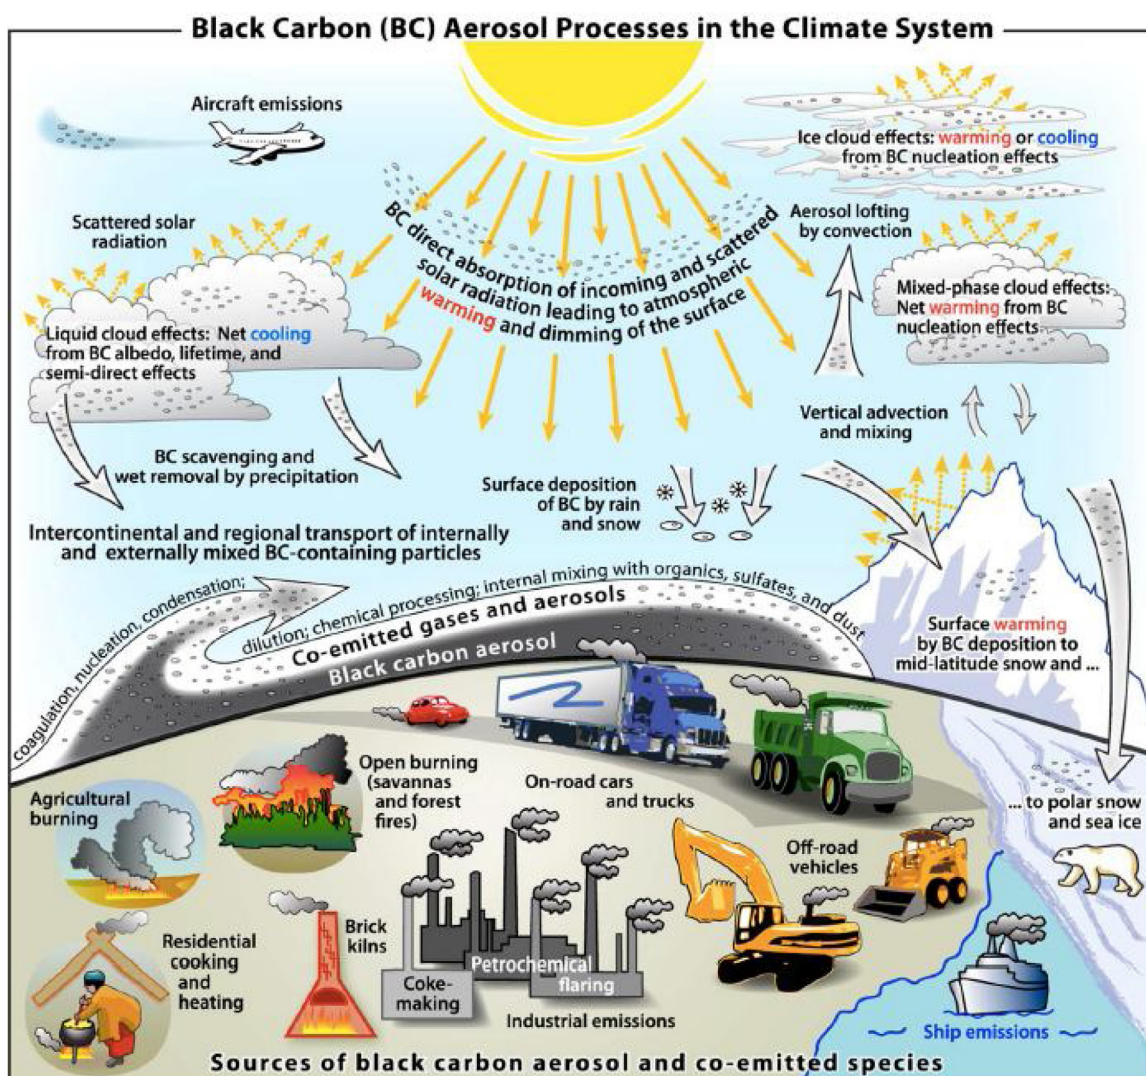 Black Carbon (BC) Aerosol Processes in the Climate System
Aircraft emissions
Ice cloud effects: warming or cooling
from BC nucleation effects
Scattered solar
radiation
BC direct absorption of incoming and scattered
solar radiation leading to atmospheric
warming and dimming of the surface
Aerosol lofting
by convection
Liquid cloud effects: Net cooling
from BC albedo, lifetime, and
semi-direct effects
Mixed-phase cloud effects:
Net warming from BC
nucleation effects
Vertical advection
and mixing
BC scavenging and
wet removal by precipitation
Surface deposition
of BC by rain
and snow
Intercontinental and regional transport of internally
and externally mixed BC-containing particles
coagulation, nucleation, condensation;
dilution; chemical processing; internal mixing with organics, sulfates, and dust
Co-emitted gases and aerosols
Black carbon aerosol
Surface warming
by BC deposition to
mid-latitude snow and ...
... to polar snow
and sea ice
Agricultural
burning
Open burning
(savannas
and forest
fires)
On-road cars
and trucks
Off-road
vehicles
Residential
cooking
and
heating
Brick
kilns
Coke-
making
Petrochemical
flaring
Industrial emissions
Ship emissions
Sources of black carbon aerosol and co-emitted species